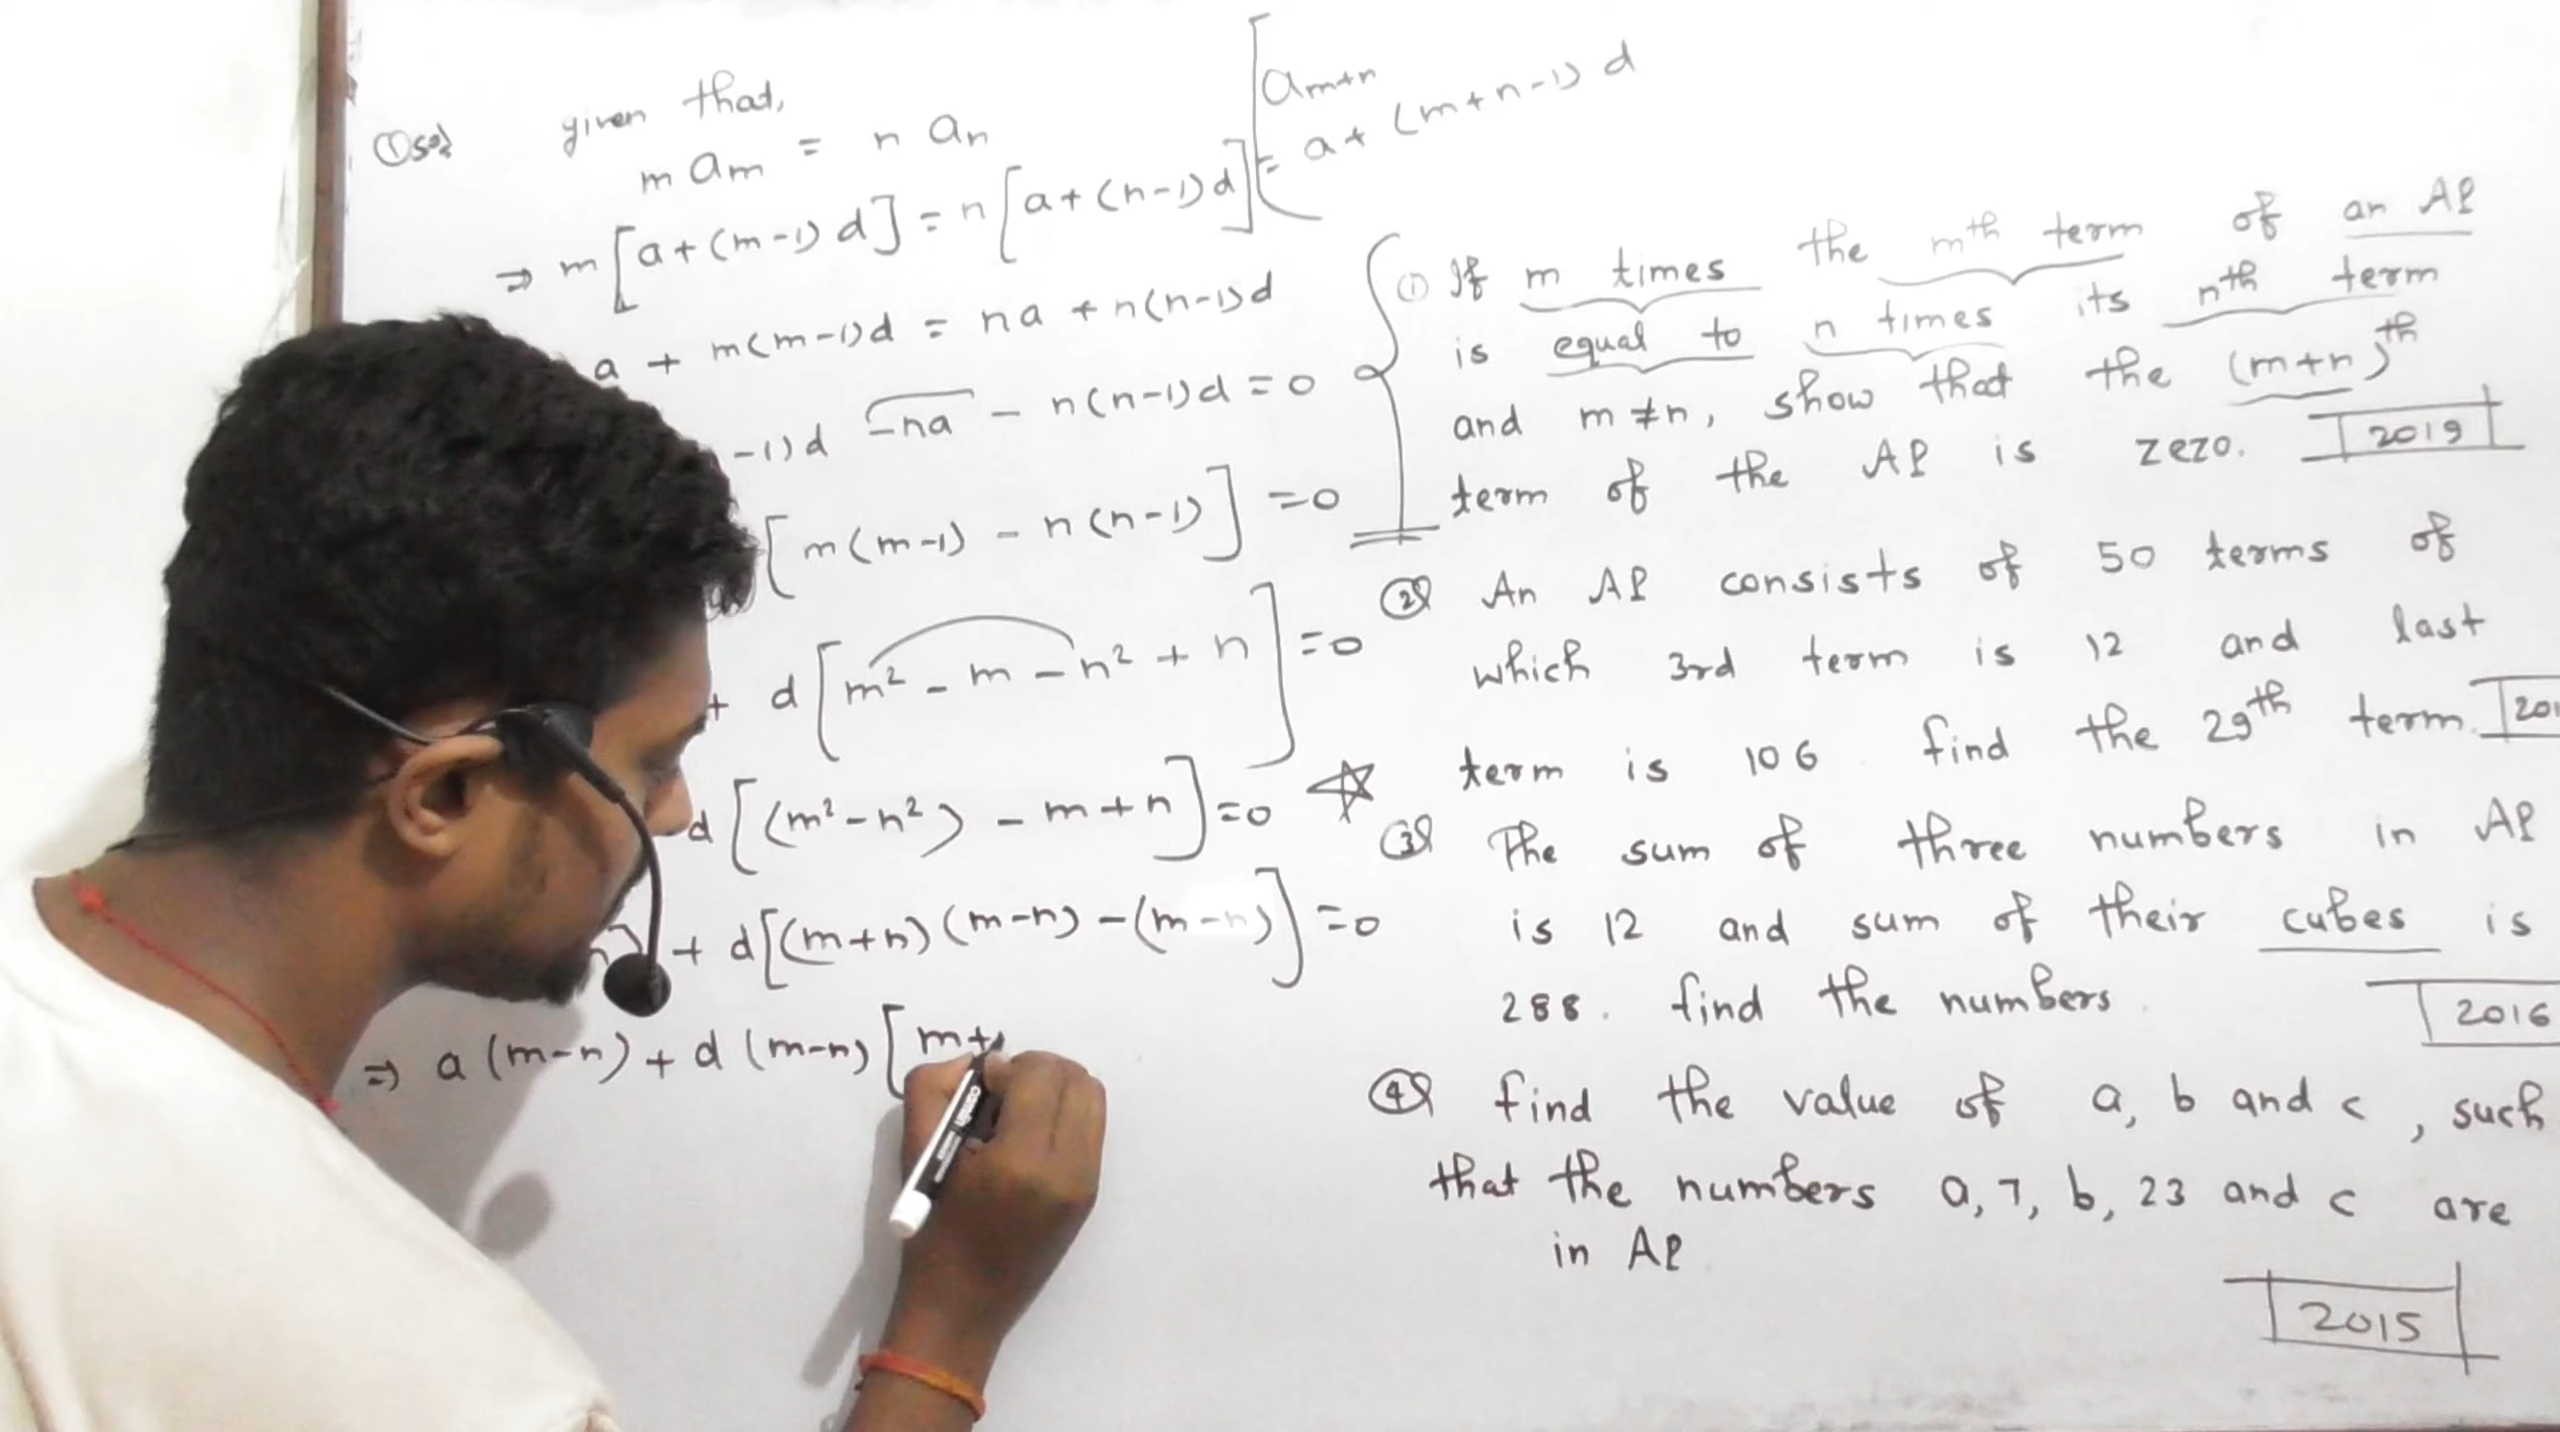 ① Solⁿ given that,
m aₘ = n aₙ
⇒ m[a+(m-1)d] = n[a+(n-1)d]
[aₘ₊ₙ
= a+(m+n-1)d
a + m(m-1)d = na + n(n-1)d
-1)d -na - n(n-1)d = 0
[m(m-1) - n(n-1)] = 0
+ d[m² - m - n² + n] = 0
d[(m²-n²) - m+n] = 0
+ d[(m+n)(m-n) - (m-n)] = 0
⇒ a(m-n) + d(m-n)[m+
① If m times the mth term of an AP
is equal to n times its nth term
and m≠n, show that the (m+n)th
term of the AP is zero. 2019
② An AP consists of 50 terms of
which 3rd term is 12 and last
term is 106 find the 29th term. 201
③ The sum of three numbers in AP
is 12 and sum of their cubes is
288. find the numbers. 2016
④ find the value of a, b and c, such
that the numbers a, 7, b, 23 and c are
in AP
2015